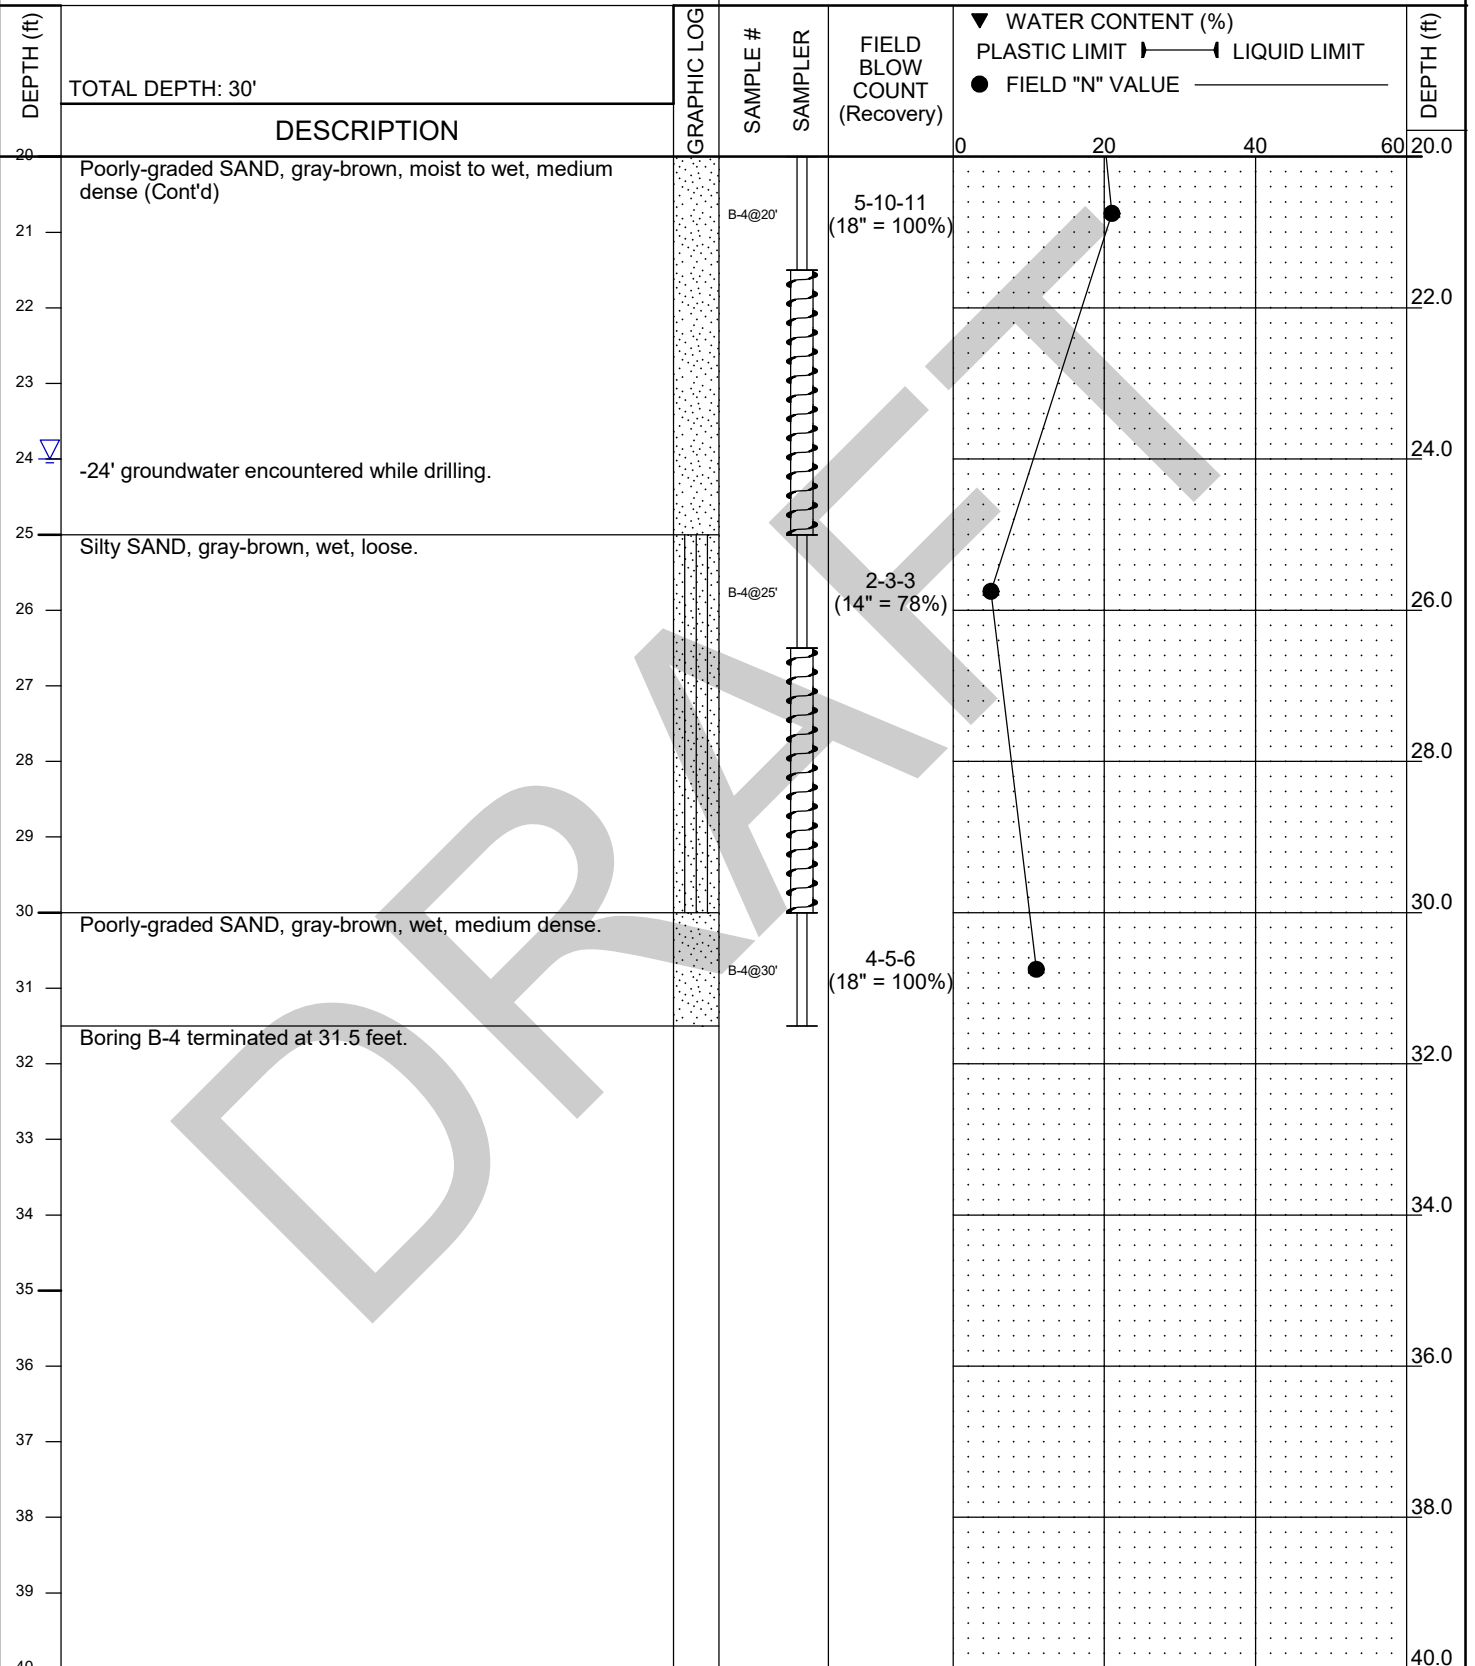 DEPTH (ft)
TOTAL DEPTH: 30'
DESCRIPTION
GRAPHIC LOG
SAMPLE #
SAMPLER
FIELD
BLOW
COUNT
(Recovery)
▼ WATER CONTENT (%)
PLASTIC LIMIT LIQUID LIMIT
● FIELD "N" VALUE
DEPTH (ft)
0 20 40 60 20.0
20
Poorly-graded SAND, gray-brown, moist to wet, medium
dense (Cont'd)
B-4@20'
5-10-11
(18" = 100%)
21
22
22.0
23
24
24.0
-24' groundwater encountered while drilling.
25
Silty SAND, gray-brown, wet, loose.
B-4@25'
2-3-3
(14" = 78%)
26
26.0
27
28
28.0
29
30
30.0
Poorly-graded SAND, gray-brown, wet, medium dense.
B-4@30'
4-5-6
(18" = 100%)
31
Boring B-4 terminated at 31.5 feet.
32
32.0
33
34
34.0
35
36
36.0
37
38
38.0
39
40
40.0
DRAFT